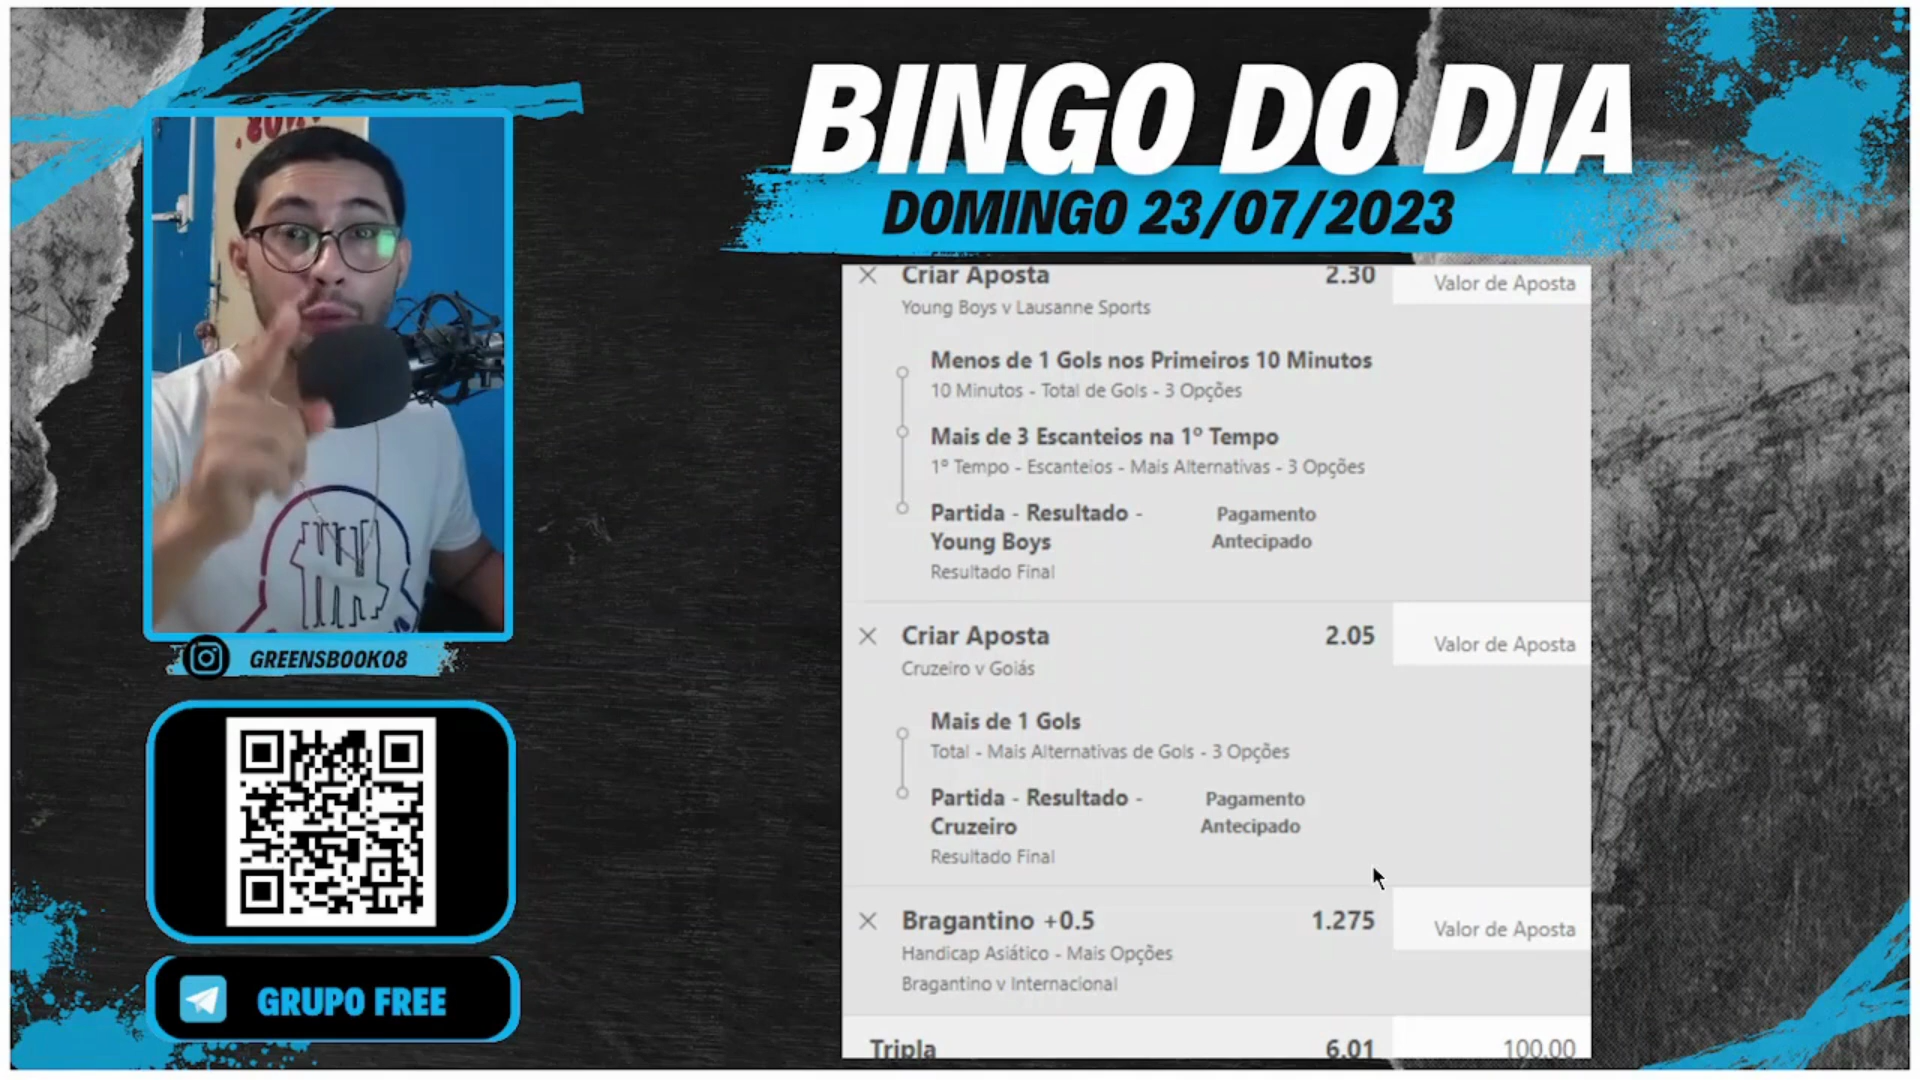 BINGO DO DIA
DOMINGO 23/07/2023
Criar Aposta 2.30 Valor de Aposta
Young Boys v Lausanne Sports
Menos de 1 Gols nos Primeiros 10 Minutos
10 Minutos - Total de Gols - 3 Opções
Mais de 3 Escanteios na 1º Tempo
1º Tempo - Escanteios - Mais Alternativas - 3 Opções
Partida - Resultado - Pagamento
Young Boys Antecipado
Resultado Final
Criar Aposta 2.05 Valor de Aposta
Cruzeiro v Goiás
Mais de 1 Gols
Total - Mais Alternativas de Gols - 3 Opções
Partida - Resultado - Pagamento
Cruzeiro Antecipado
Resultado Final
Bragantino +0.5 1.275 Valor de Aposta
Handicap Asiático - Mais Opções
Bragantino v Internacional
Tripla 6.01 100.00
GREENSBOOK08
GRUPO FREE